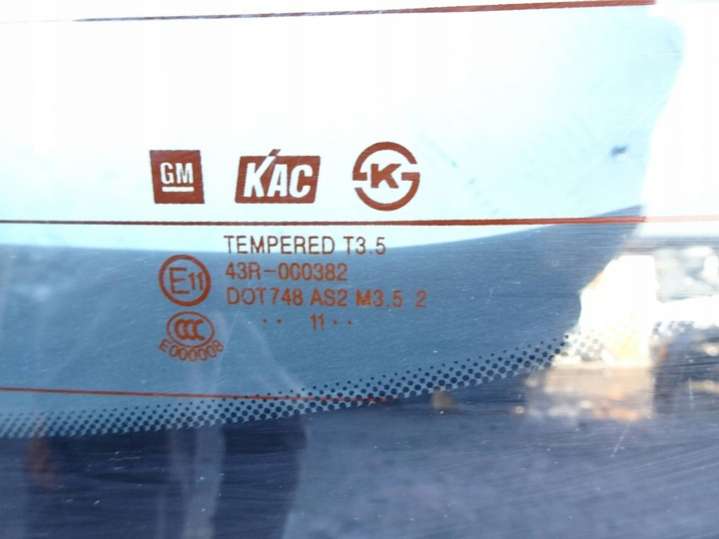 GM KAC K
TEMPERED T3.5
E11 43R-000382
DOT748 AS2 M3.5 2
·· 11 ··
CCC
E000008